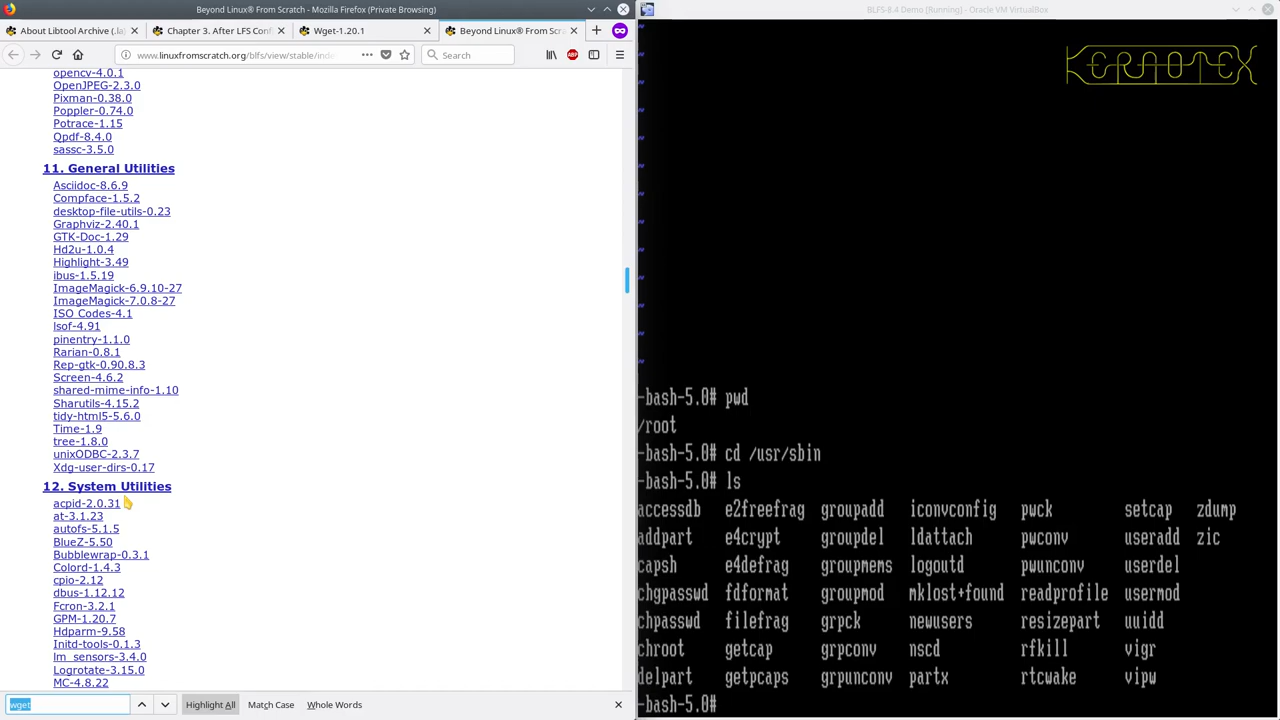 Beyond Linux® From Scratch - Mozilla Firefox (Private Browsing)
About Libtool Archive (.la
Chapter 3. After LFS Conf
Wget-1.20.1
Beyond Linux® From Scra
www.linuxfromscratch.org/blfs/view/stable/inde
Search
opencv-4.0.1
OpenJPEG-2.3.0
Pixman-0.38.0
Poppler-0.74.0
Potrace-1.15
Qpdf-8.4.0
sassc-3.5.0
11. General Utilities
Asciidoc-8.6.9
Compface-1.5.2
desktop-file-utils-0.23
Graphviz-2.40.1
GTK-Doc-1.29
Hd2u-1.0.4
Highlight-3.49
ibus-1.5.19
ImageMagick-6.9.10-27
ImageMagick-7.0.8-27
ISO Codes-4.1
lsof-4.91
pinentry-1.1.0
Rarian-0.8.1
Rep-gtk-0.90.8.3
Screen-4.6.2
shared-mime-info-1.10
Sharutils-4.15.2
tidy-html5-5.6.0
Time-1.9
tree-1.8.0
unixODBC-2.3.7
Xdg-user-dirs-0.17
12. System Utilities
acpid-2.0.31
at-3.1.23
autofs-5.1.5
BlueZ-5.50
Bubblewrap-0.3.1
Colord-1.4.3
cpio-2.12
dbus-1.12.12
Fcron-3.2.1
GPM-1.20.7
Hdparm-9.58
Initd-tools-0.1.3
lm_sensors-3.4.0
Logrotate-3.15.0
MC-4.8.22
wget
Highlight All
Match Case
Whole Words
BLFS-8.4 Demo [Running] - Oracle VM VirtualBox
KERNOTEX
~
~
~
~
~
~
~
~
~
~
~
~
~
-bash-5.0# pwd
/root
-bash-5.0# cd /usr/sbin
-bash-5.0# ls
accessdb e2freefrag groupadd iconvconfig pwck setcap zdump
addpart e4crypt groupdel ldattach pwconv useradd zic
capsh e4defrag groupmems logoutd pwunconv userdel
chgpasswd fdformat groupmod mklost+found readprofile usermod
chpasswd filefrag grpck newusers resizepart uuidd
chroot getcap grpconv nscd rfkill vigr
delpart getpcaps grpunconv partx rtcwake vipw
-bash-5.0#